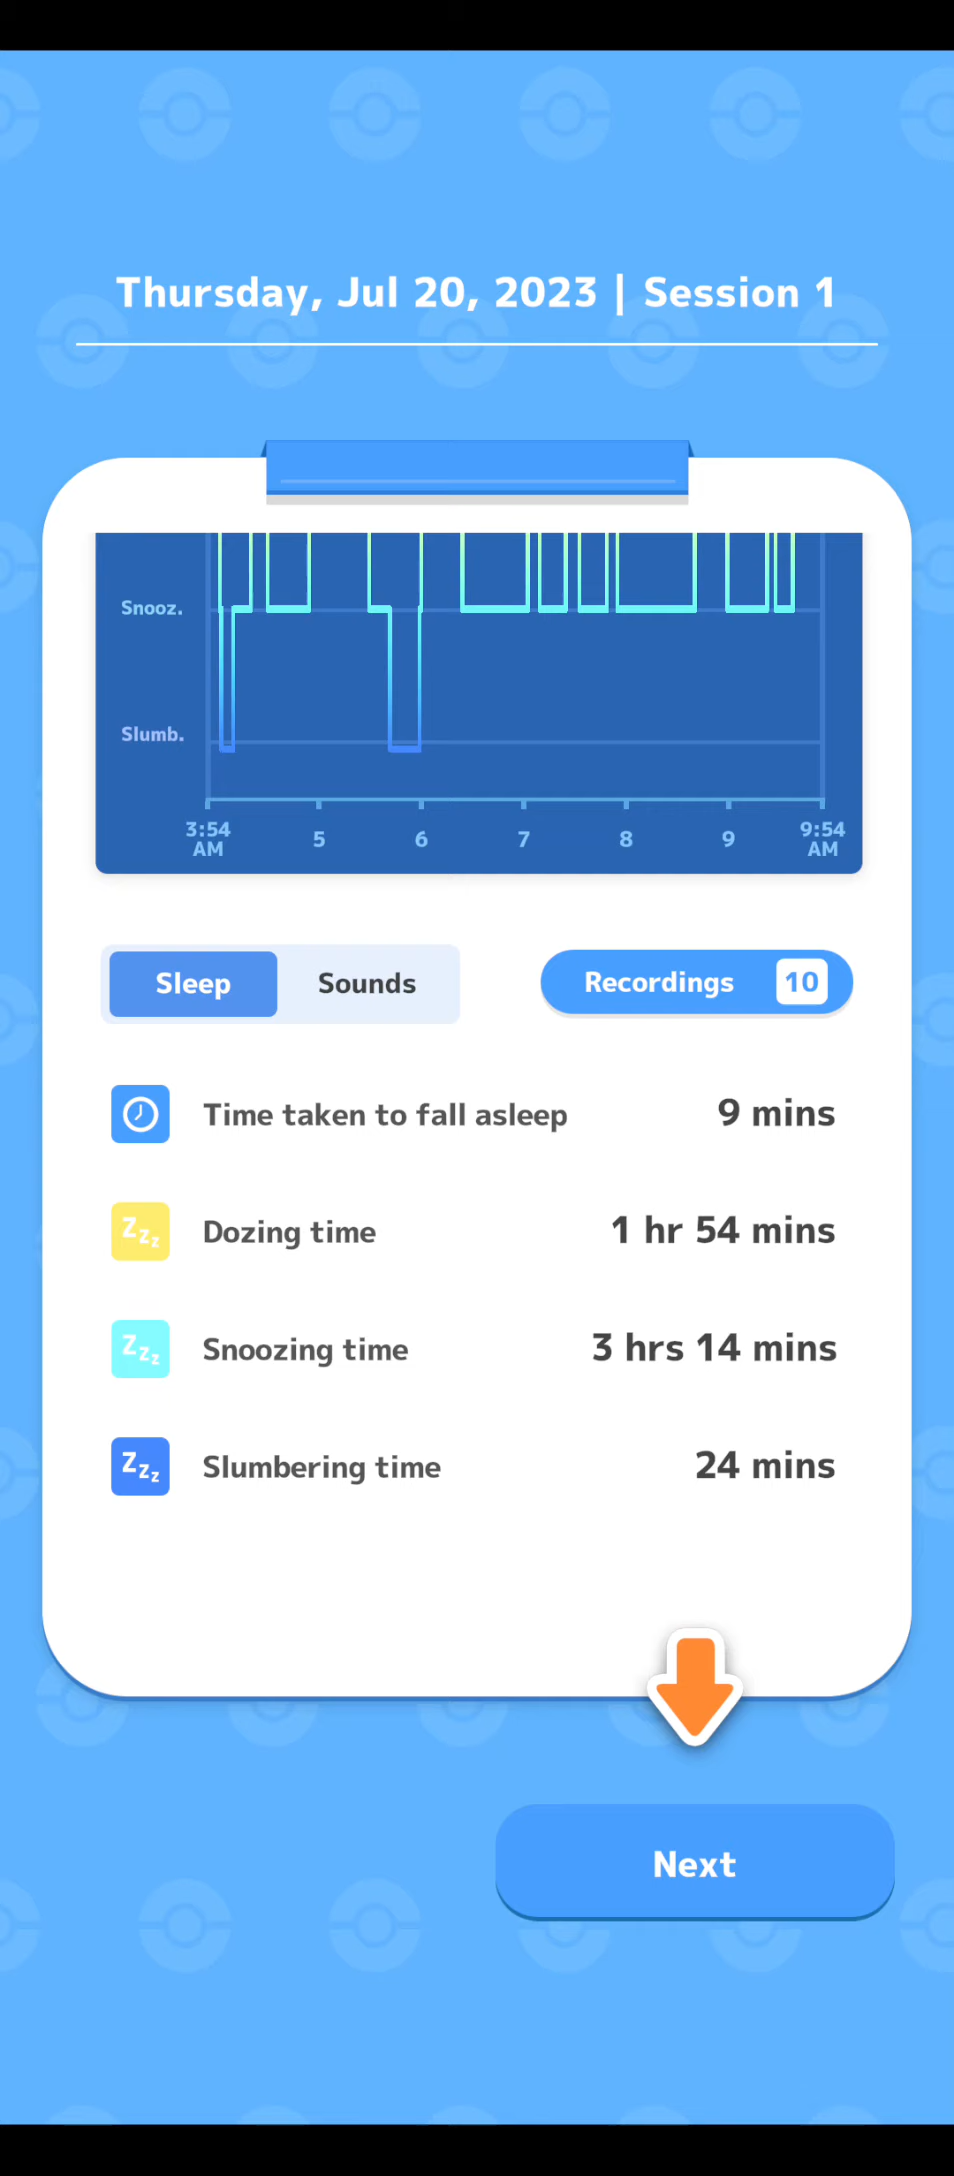 Thursday, Jul 20, 2023 | Session 1
Snooz.
Slumb.
3:54 AM 5 6 7 8 9 9:54 AM
Sleep Sounds Recordings 10
Time taken to fall asleep 9 mins
Dozing time 1 hr 54 mins
Snoozing time 3 hrs 14 mins
Slumbering time 24 mins
Next